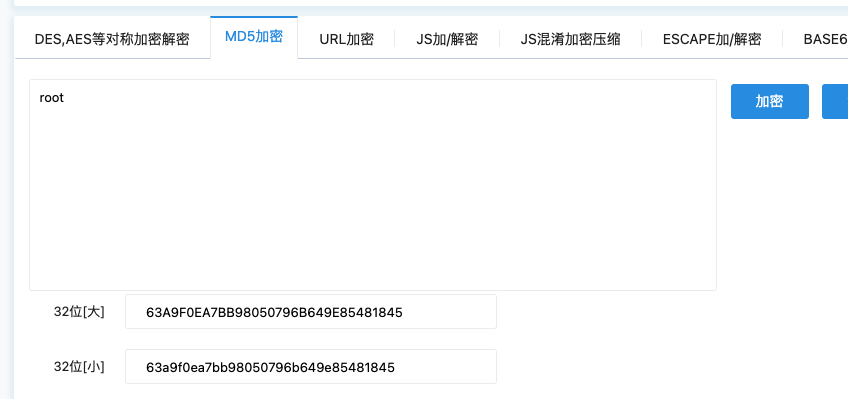 DES,AES等对称加密解密 MD5加密 URL加密 JS加/解密 JS混淆加密压缩 ESCAPE加/解密 BASE6
root
加密
32位[大] 63A9F0EA7BB98050796B649E85481845
32位[小] 63a9f0ea7bb98050796b649e85481845